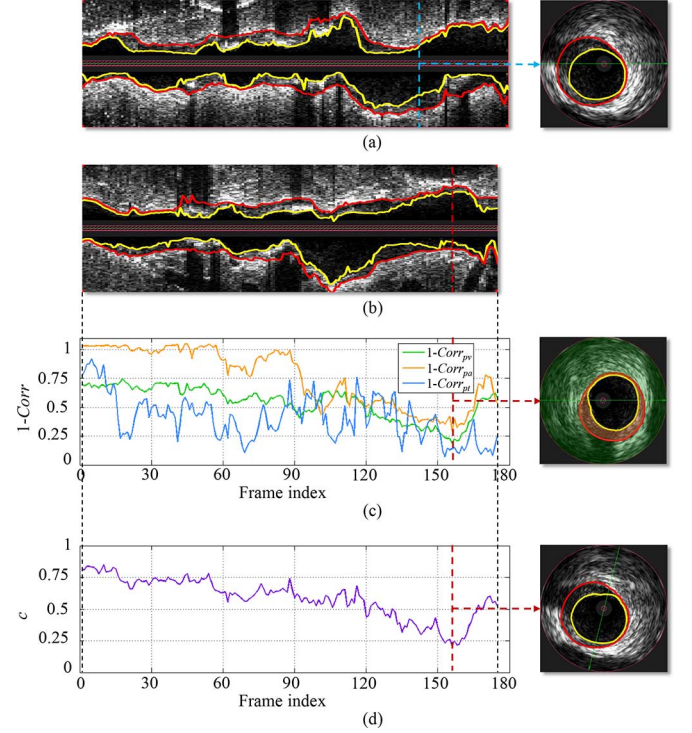 (a)
(b)
1
0.75
0.5
0.25
0
1-Corr
1-Corrpv
1-Corrpa
1-Corrpt
0 30 60 90 120 150 180
Frame index
(c)
1
0.75
0.5
0.25
0
c
0 30 60 90 120 150 180
Frame index
(d)